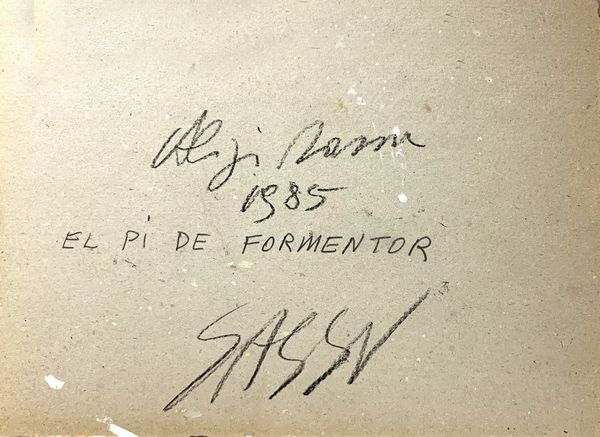 Aligi Sassu
1985
EL PI DE FORMENTOR
SASSU